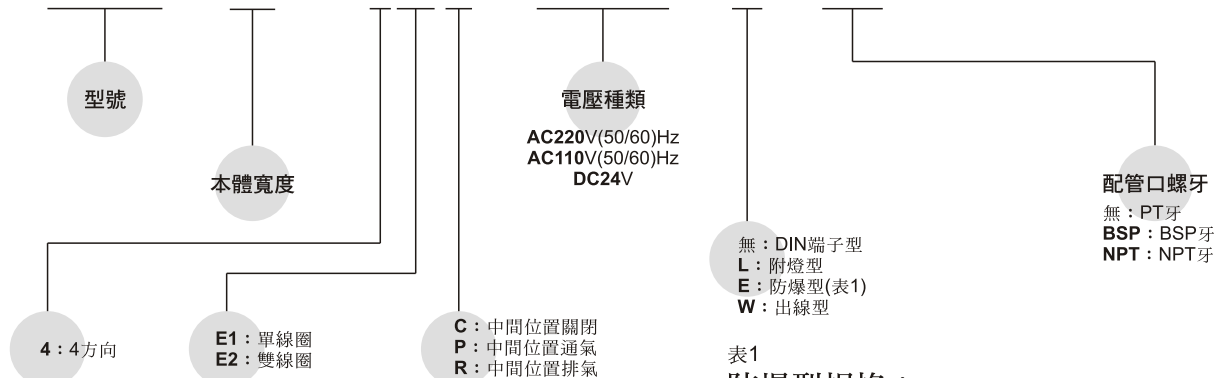 型號
電壓種類
AC220V(50/60)Hz
AC110V(50/60)Hz
DC24V
本體寬度
配管口螺牙
無：PT牙
BSP：BSP牙
NPT：NPT牙
無：DIN端子型
L：附燈型
E：防爆型(表1)
W：出線型
4：4方向
E1：單線圈
E2：雙線圈
C：中間位置關閉
P：中間位置通氣
R：中間位置排氣
表1